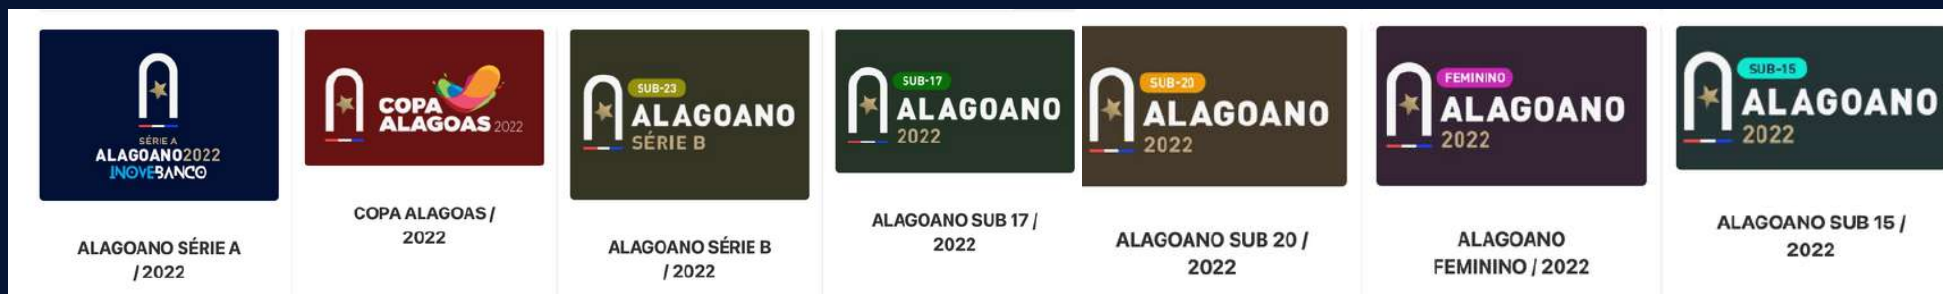 SÉRIE A
ALAGOANO2022
INOVEBANCO
ALAGOANO SÉRIE A
/ 2022
COPA
ALAGOAS 2022
COPA ALAGOAS /
2022
SUB-23
ALAGOANO
SÉRIE B
ALAGOANO SÉRIE B
/ 2022
SUB-17
ALAGOANO
2022
ALAGOANO SUB 17 /
2022
SUB-20
ALAGOANO
2022
ALAGOANO SUB 20 /
2022
FEMININO
ALAGOANO
2022
ALAGOANO
FEMININO / 2022
SUB-15
ALAGOANO
2022
ALAGOANO SUB 15 /
2022